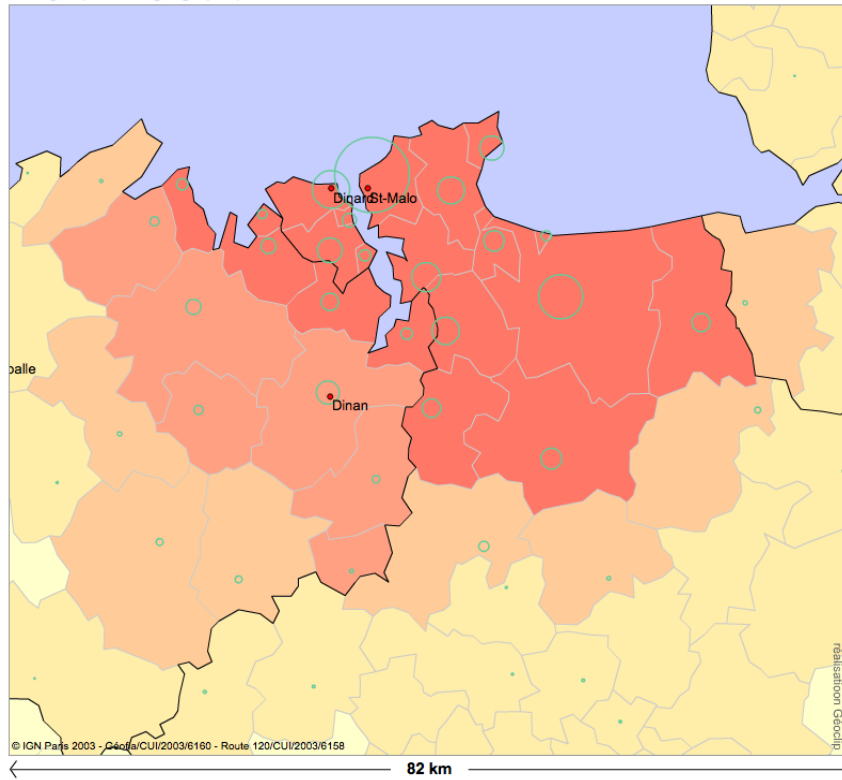 Dinard
St-Malo
balle
Dinan
réalisatioon Géoclip
© IGN Paris 2003 - Géofla/CUI/2003/6160 - Route 120/CUI/2003/6158
82 km